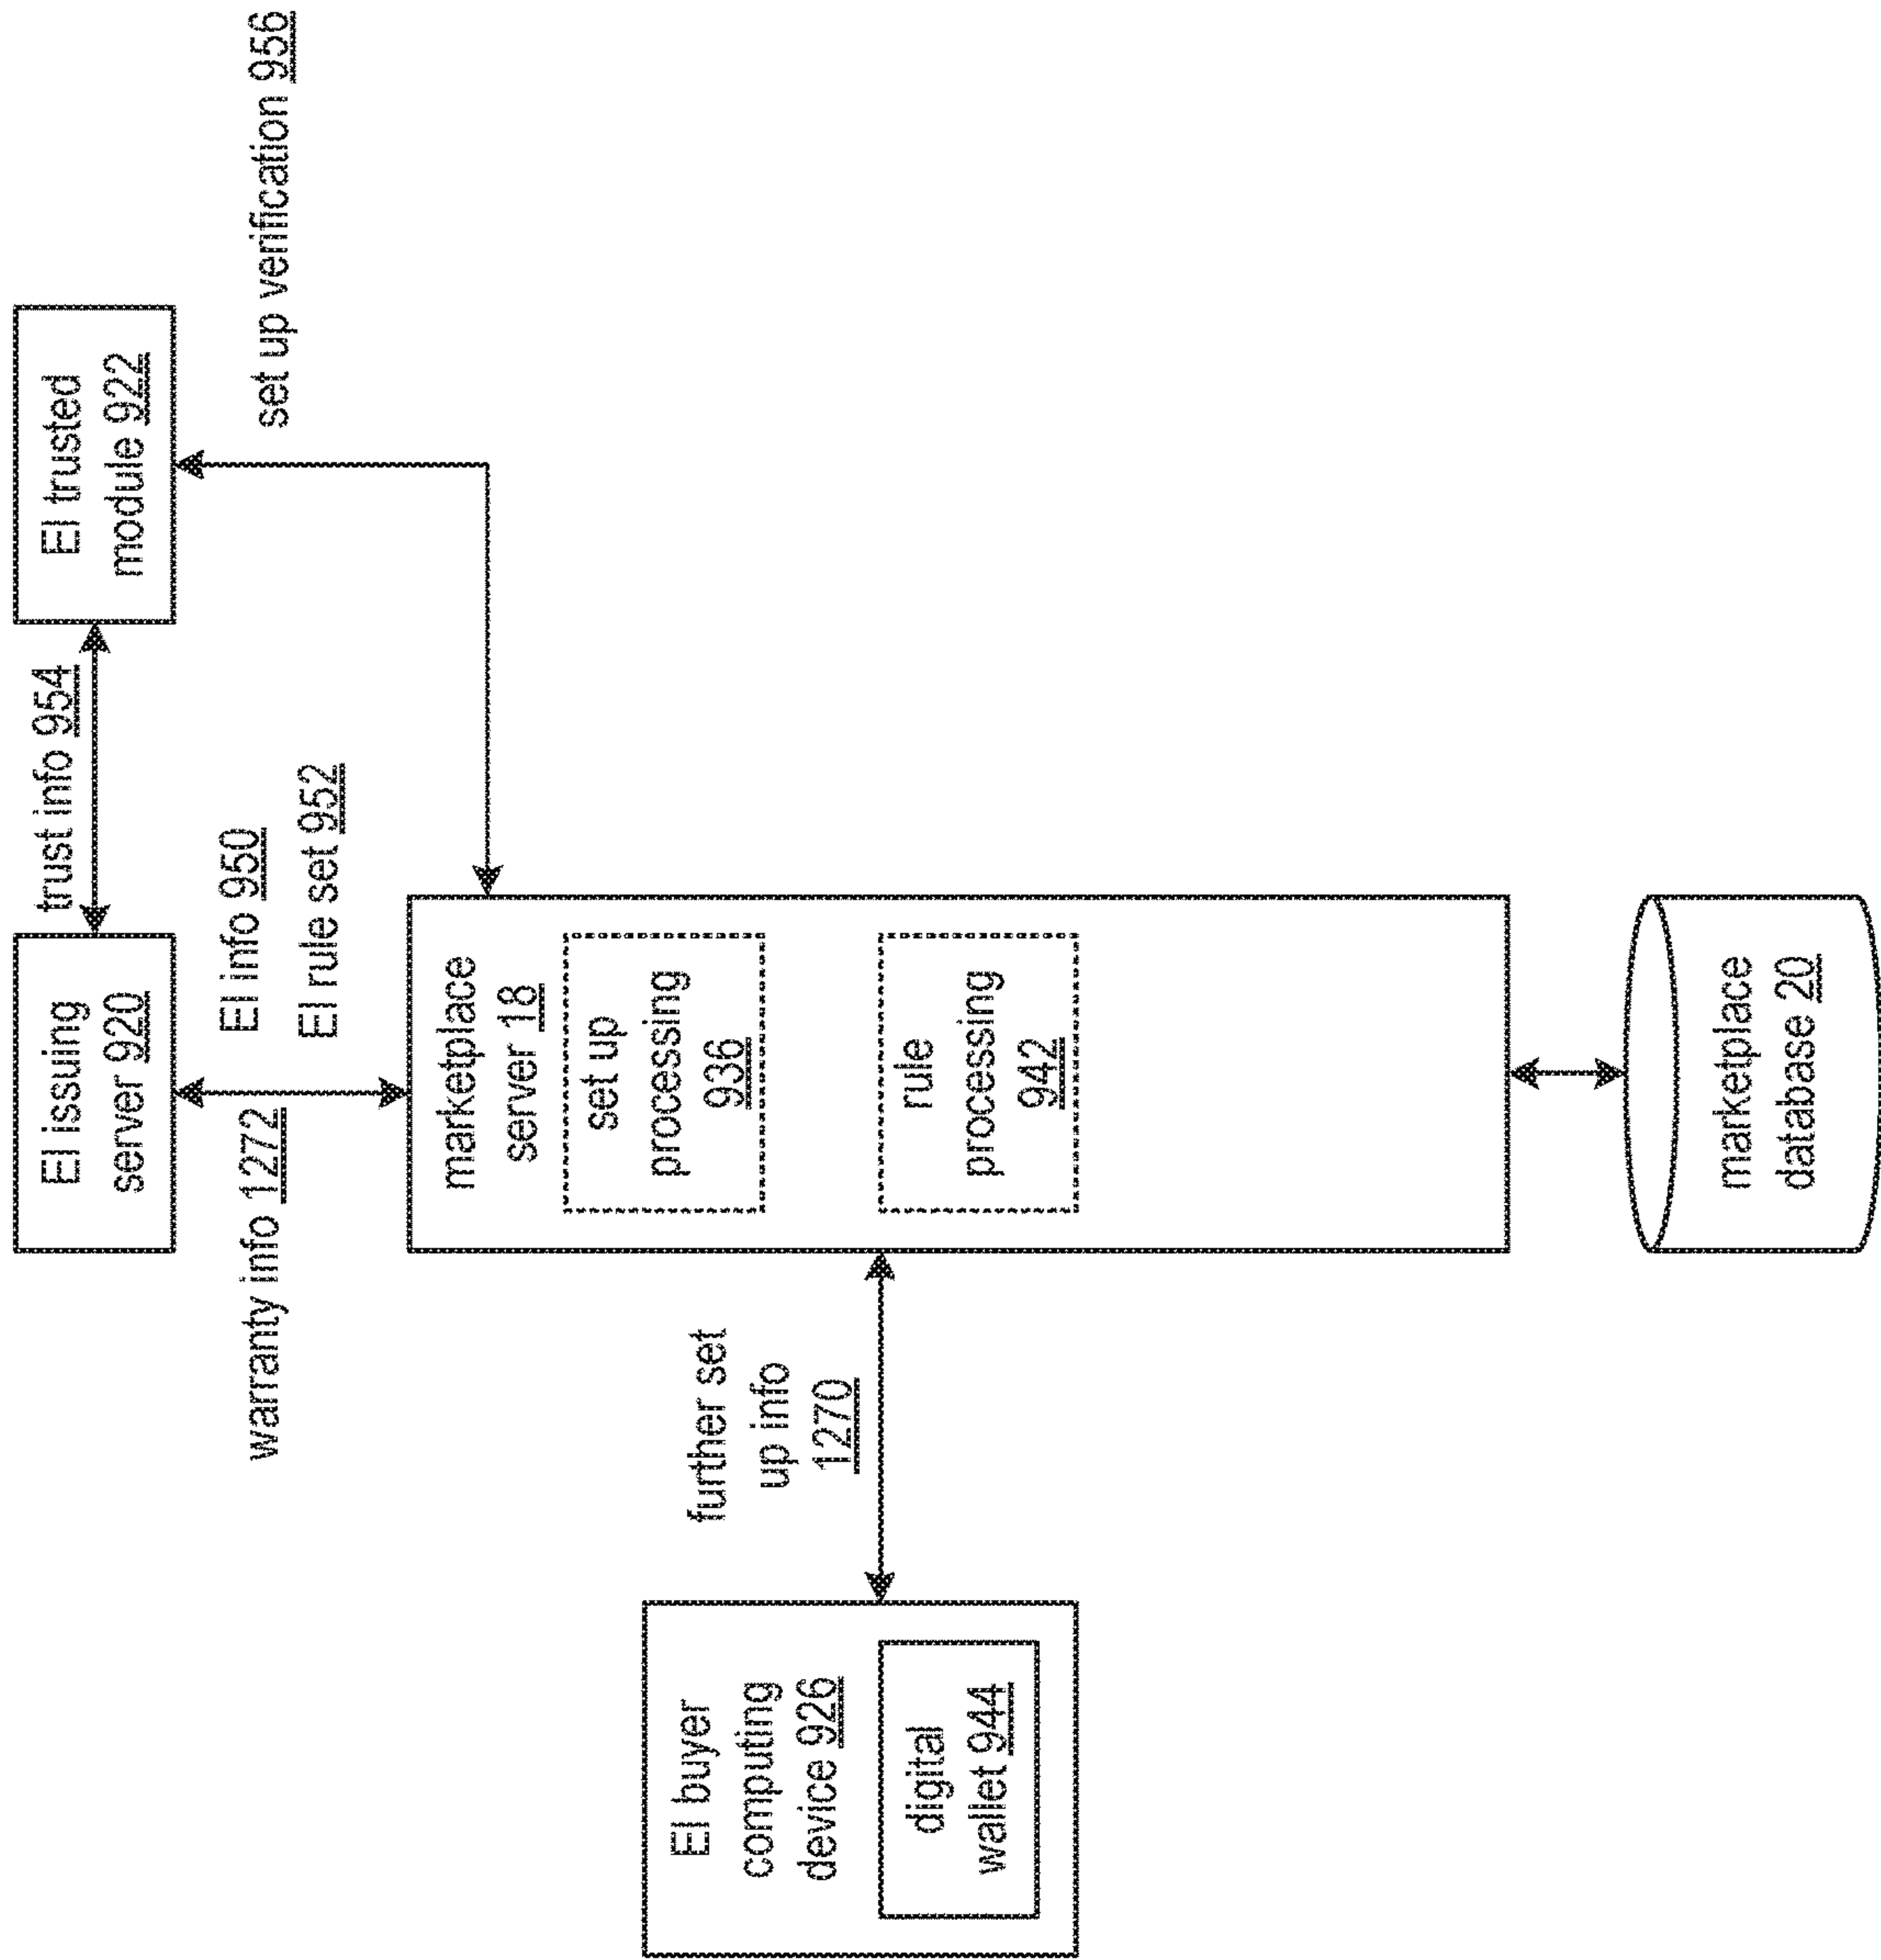 EI issuing
server 920
trust info 954
EI trusted
module 922
warranty info 1272
EI info 950
EI rule set 952
set up verification 956
marketplace
server 18
set up
processing
936
rule
processing
942
further set
up info
1270
EI buyer
computing
device 926
digital
wallet 944
marketplace
database 20